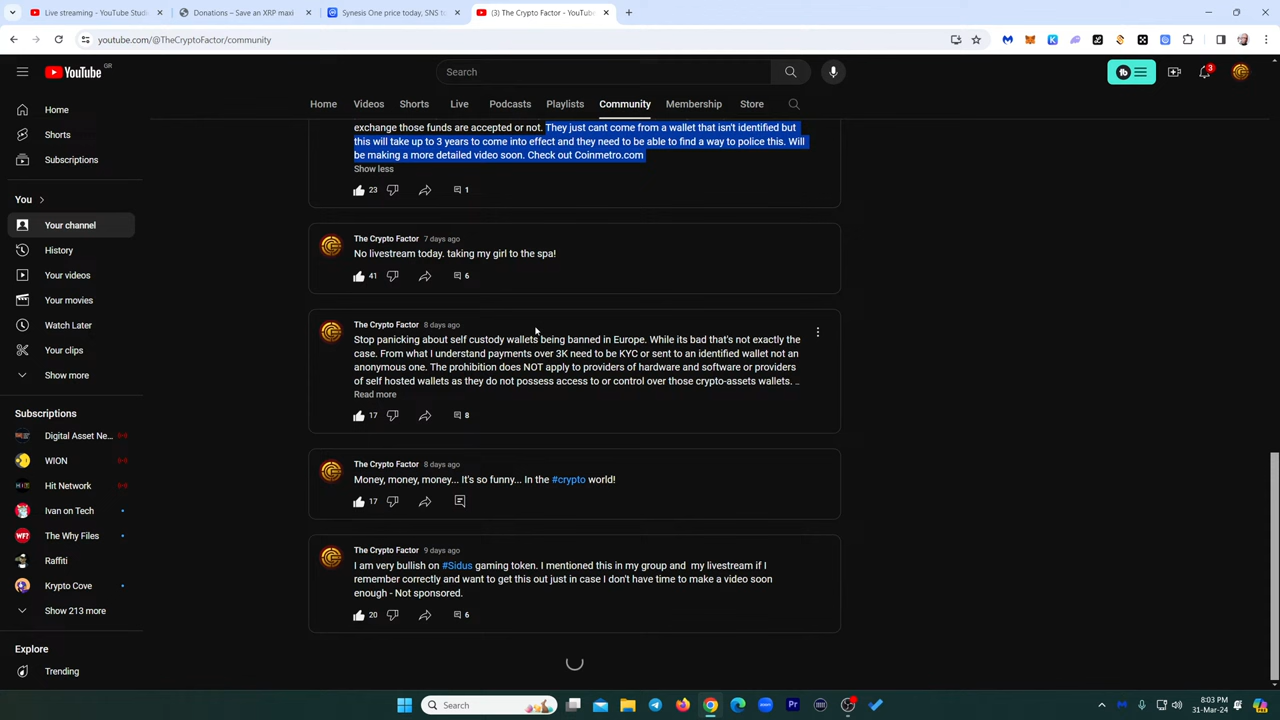 Live streaming - YouTube Studi
Donations – Save an XRP maxi
Synesis One price today, SNS t
(3) The Crypto Factor - YouTube
youtube.com/@TheCryptoFactor/community
YouTube GR
Search
3
Home
Videos
Shorts
Live
Podcasts
Playlists
Community
Membership
Store
Home
Shorts
Subscriptions
You
Your channel
History
Your videos
Your movies
Watch Later
Your clips
Show more
Subscriptions
Digital Asset Ne...
WION
Hit Network
Ivan on Tech
The Why Files
Raffiti
Krypto Cove
Show 213 more
Explore
Trending
exchange those funds are accepted or not. They just cant come from a wallet that isn't identified but
this will take up to 3 years to come into effect and they need to be able to find a way to police this. Will
be making a more detailed video soon. Check out Coinmetro.com
Show less
23 1
The Crypto Factor 7 days ago
No livestream today. taking my girl to the spa!
41 6
The Crypto Factor 8 days ago
Stop panicking about self custody wallets being banned in Europe. While its bad that's not exactly the
case. From what I understand payments over 3K need to be KYC or sent to an identified wallet not an
anonymous one. The prohibition does NOT apply to providers of hardware and software or providers
of self hosted wallets as they do not possess access to or control over those crypto-assets wallets. ..
Read more
17 8
The Crypto Factor 8 days ago
Money, money, money... It's so funny... In the #crypto world!
17
The Crypto Factor 9 days ago
I am very bullish on #Sidus gaming token. I mentioned this in my group and my livestream if I
remember correctly and want to get this out just in case I don't have time to make a video soon
enough - Not sponsored.
20 6
Search
8:03 PM
31-Mar-24